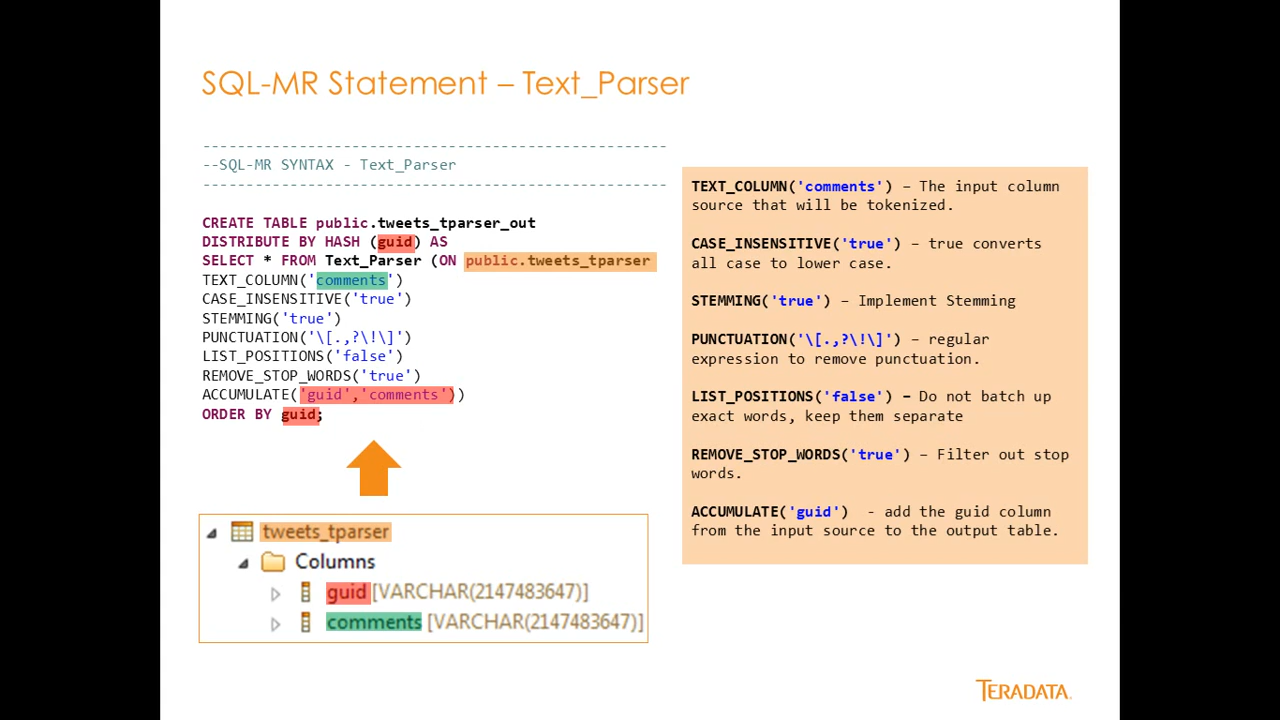 SQL-MR Statement – Text_Parser
------------------------------------------------------
--SQL-MR SYNTAX - Text_Parser
------------------------------------------------------
CREATE TABLE public.tweets_tparser_out
DISTRIBUTE BY HASH (guid) AS
SELECT * FROM Text_Parser (ON public.tweets_tparser
TEXT_COLUMN('comments')
CASE_INSENSITIVE('true')
STEMMING('true')
PUNCTUATION('\[.,?\!\]')
LIST_POSITIONS('false')
REMOVE_STOP_WORDS('true')
ACCUMULATE('guid','comments'))
ORDER BY guid;
tweets_tparser
Columns
guid [VARCHAR(2147483647)]
comments [VARCHAR(2147483647)]
TEXT_COLUMN('comments') – The input column
source that will be tokenized.
CASE_INSENSITIVE('true') – true converts
all case to lower case.
STEMMING('true') – Implement Stemming
PUNCTUATION('\[.,?\!\]') – regular
expression to remove punctuation.
LIST_POSITIONS('false') – Do not batch up
exact words, keep them separate
REMOVE_STOP_WORDS('true') – Filter out stop
words.
ACCUMULATE('guid')  - add the guid column
from the input source to the output table.
TERADATA.